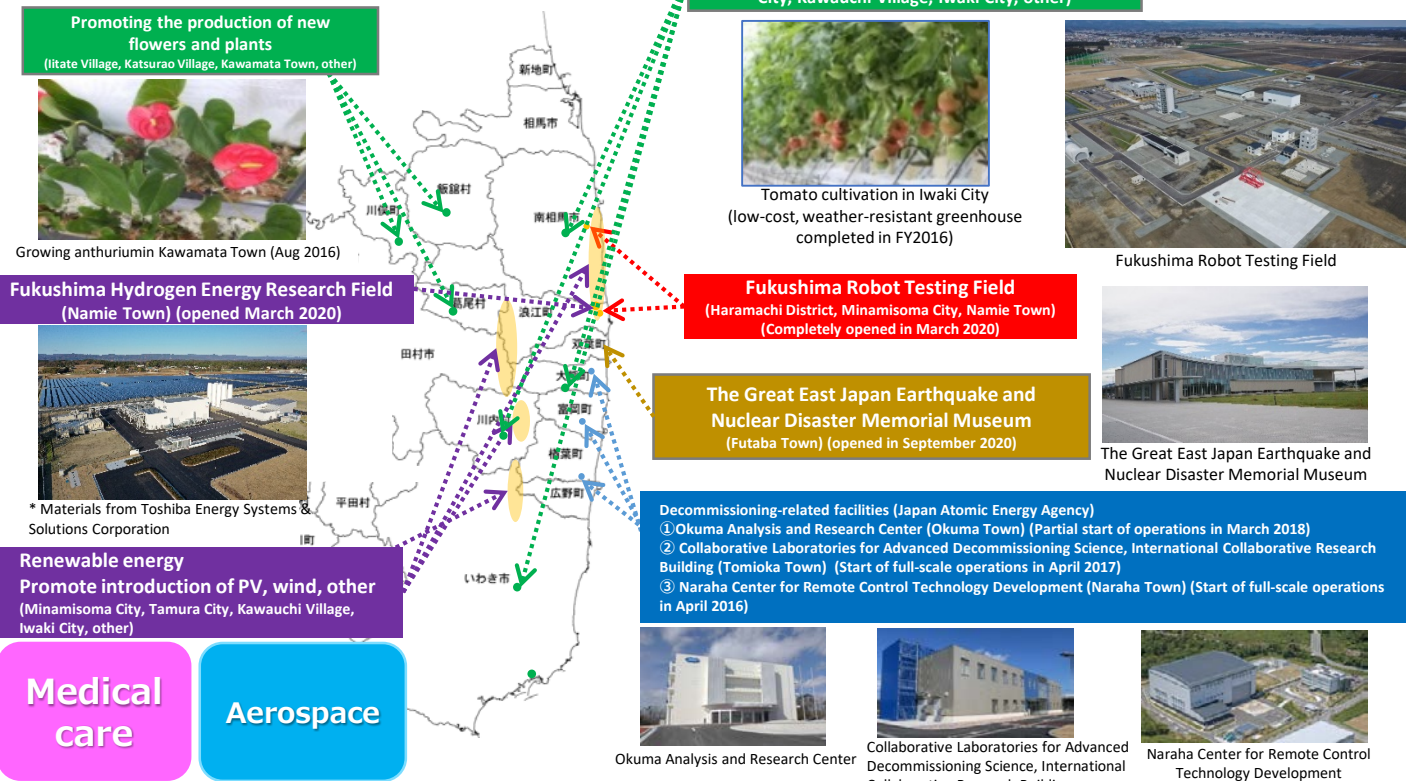 City, Kawauchi Village, Iwaki City, other)
Promoting the production of new
flowers and plants
(Iitate Village, Katsurao Village, Kawamata Town, other)
Growing anthuriumin Kawamata Town (Aug 2016)
Tomato cultivation in Iwaki City
(low-cost, weather-resistant greenhouse
completed in FY2016)
Fukushima Robot Testing Field
Fukushima Hydrogen Energy Research Field
(Namie Town) (opened March 2020)
* Materials from Toshiba Energy Systems &
Solutions Corporation
Fukushima Robot Testing Field
(Haramachi District, Minamisoma City, Namie Town)
(Completely opened in March 2020)
The Great East Japan Earthquake and
Nuclear Disaster Memorial Museum
(Futaba Town) (opened in September 2020)
The Great East Japan Earthquake and
Nuclear Disaster Memorial Museum
新地町
相馬市
飯舘村
川俣町
南相馬市
葛尾村
浪江町
双葉町
田村市
富岡町
川内
楢葉町
広野町
平田村
町
いわき市
Renewable energy
Promote introduction of PV, wind, other
(Minamisoma City, Tamura City, Kawauchi Village,
Iwaki City, other)
Decommissioning-related facilities (Japan Atomic Energy Agency)
①Okuma Analysis and Research Center (Okuma Town) (Partial start of operations in March 2018)
② Collaborative Laboratories for Advanced Decommissioning Science, International Collaborative Research
Building (Tomioka Town) (Start of full-scale operations in April 2017)
③ Naraha Center for Remote Control Technology Development (Naraha Town) (Start of full-scale operations
in April 2016)
Medical
care
Aerospace
Okuma Analysis and Research Center
Collaborative Laboratories for Advanced
Decommissioning Science, International
Naraha Center for Remote Control
Technology Development